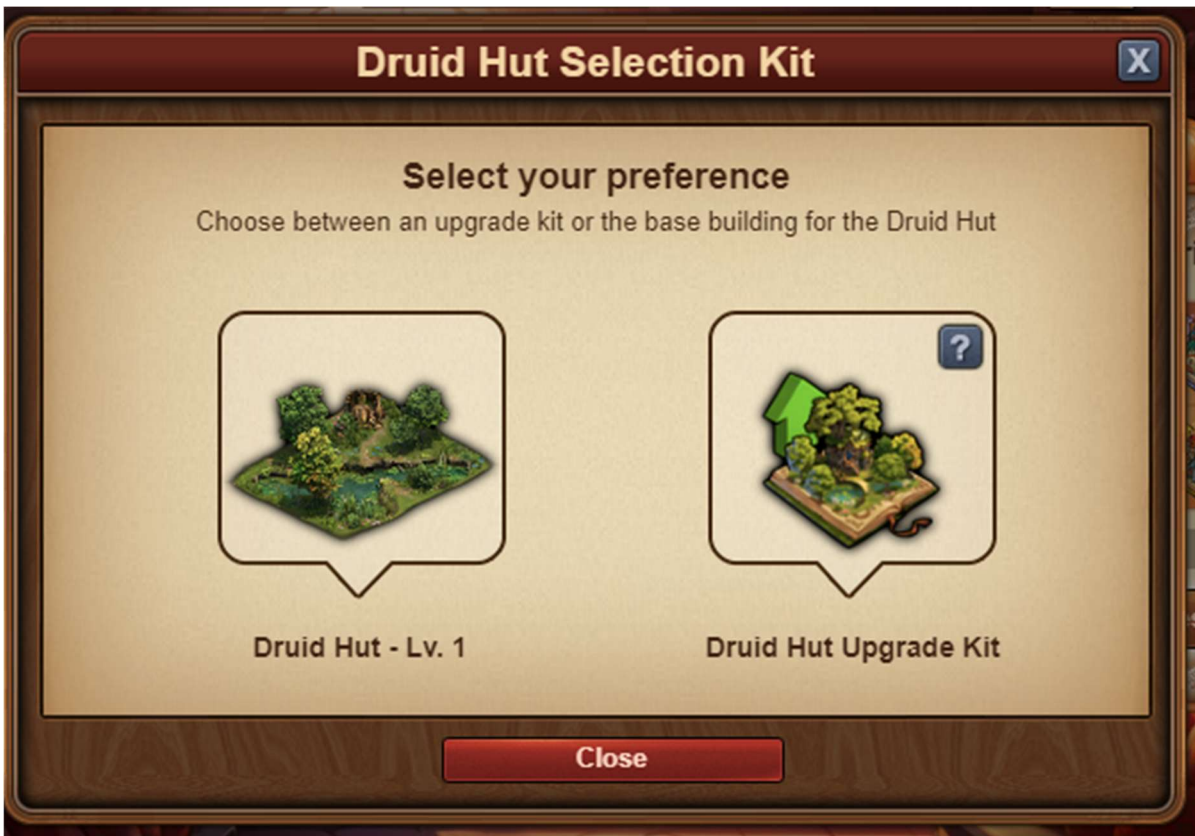 Druid Hut Selection Kit
X
Select your preference
Choose between an upgrade kit or the base building for the Druid Hut
?
Druid Hut - Lv. 1
Druid Hut Upgrade Kit
Close